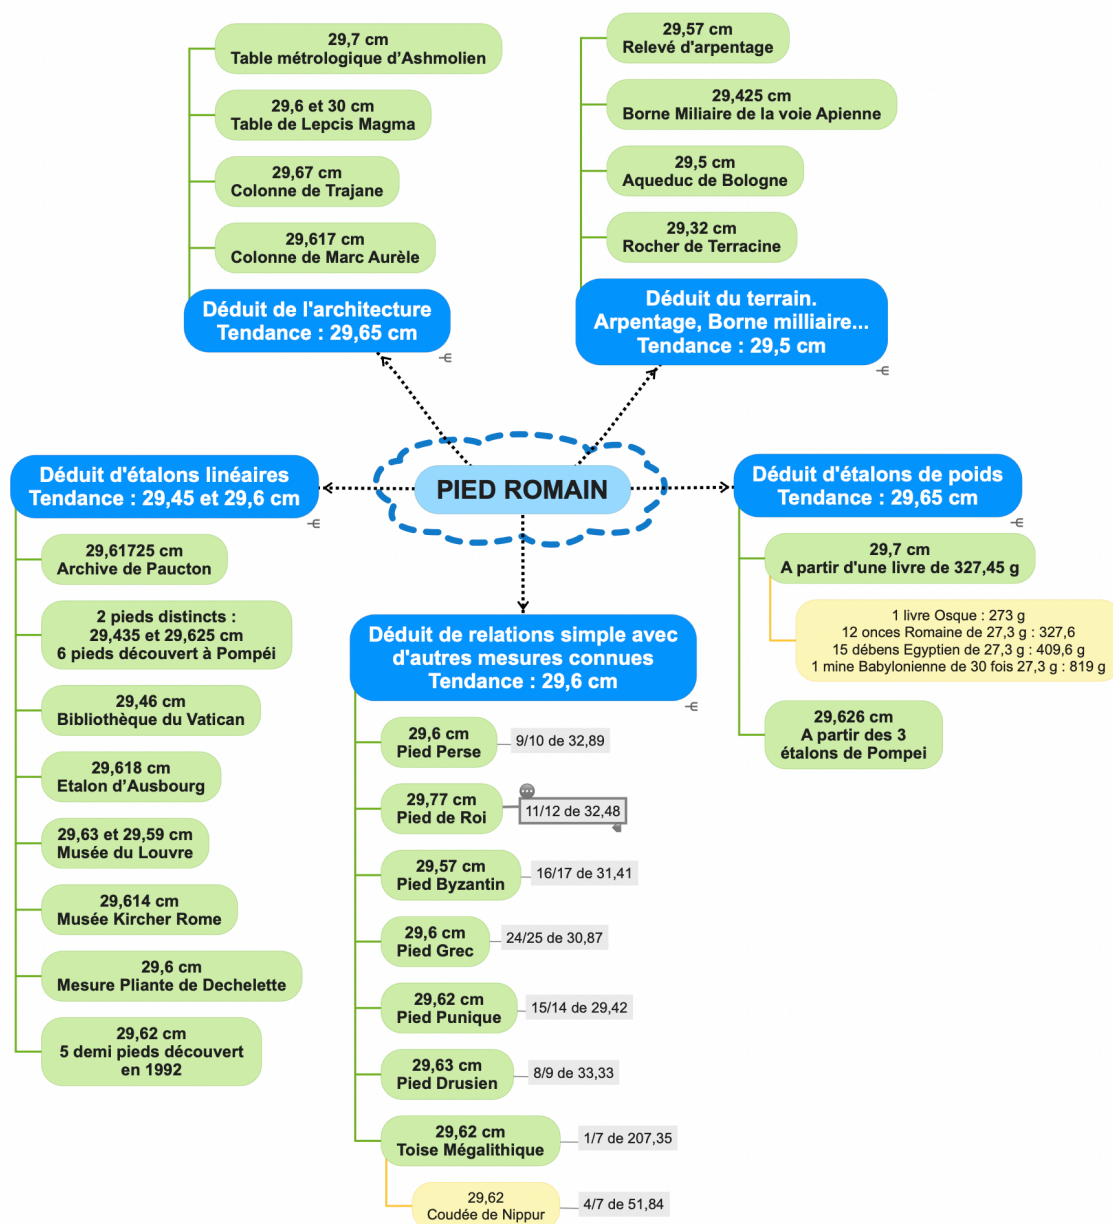 29,7 cm
Table métrologique d'Ashmolien
29,6 et 30 cm
Table de Lepcis Magma
29,67 cm
Colonne de Trajane
29,617 cm
Colonne de Marc Aurèle
Déduit de l'architecture
Tendance : 29,65 cm
29,57 cm
Relevé d'arpentage
29,425 cm
Borne Miliaire de la voie Apienne
29,5 cm
Aqueduc de Bologne
29,32 cm
Rocher de Terracine
Déduit du terrain.
Arpentage, Borne milliaire...
Tendance : 29,5 cm
PIED ROMAIN
Déduit d'étalons linéaires
Tendance : 29,45 et 29,6 cm
29,61725 cm
Archive de Paucton
2 pieds distincts :
29,435 et 29,625 cm
6 pieds découvert à Pompéi
29,46 cm
Bibliothèque du Vatican
29,618 cm
Etalon d'Ausbourg
29,63 et 29,59 cm
Musée du Louvre
29,614 cm
Musée Kircher Rome
29,6 cm
Mesure Pliante de Dechelette
29,62 cm
5 demi pieds découvert
en 1992
Déduit de relations simple avec
d'autres mesures connues
Tendance : 29,6 cm
29,6 cm
Pied Perse
9/10 de 32,89
29,77 cm
Pied de Roi
11/12 de 32,48
29,57 cm
Pied Byzantin
16/17 de 31,41
29,6 cm
Pied Grec
24/25 de 30,87
29,62 cm
Pied Punique
15/14 de 29,42
29,63 cm
Pied Drusien
8/9 de 33,33
29,62 cm
Toise Mégalithique
1/7 de 207,35
29,62
Coudée de Nippur
4/7 de 51,84
Déduit d'étalons de poids
Tendance : 29,65 cm
29,7 cm
A partir d'une livre de 327,45 g
1 livre Osque : 273 g
12 onces Romaine de 27,3 g : 327,6
15 débens Egyptien de 27,3 g : 409,6 g
1 mine Babylonienne de 30 fois 27,3 g : 819 g
29,626 cm
A partir des 3
étalons de Pompei